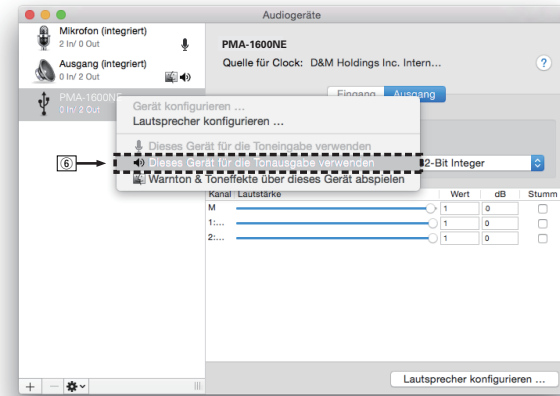 Audiogeräte
Mikrofon (integriert)
2 In/ 0 Out
Ausgang (integriert)
0 In/ 2 Out
PMA-1600NE
0 In/ 2 Out
PMA-1600NE
Quelle für Clock: D&M Holdings Inc. Intern…
?
Eingang Ausgang
Gerät konfigurieren …
Lautsprecher konfigurieren …
Dieses Gerät für die Toneingabe verwenden
⑥ Dieses Gerät für die Tonausgabe verwenden
2-Bit Integer
Warnton & Toneffekte über dieses Gerät abspielen
Kanal Lautstärke Wert dB Stumm
M 1 0
1:… 1 0
2:… 1 0
+ −
Lautsprecher konfigurieren …